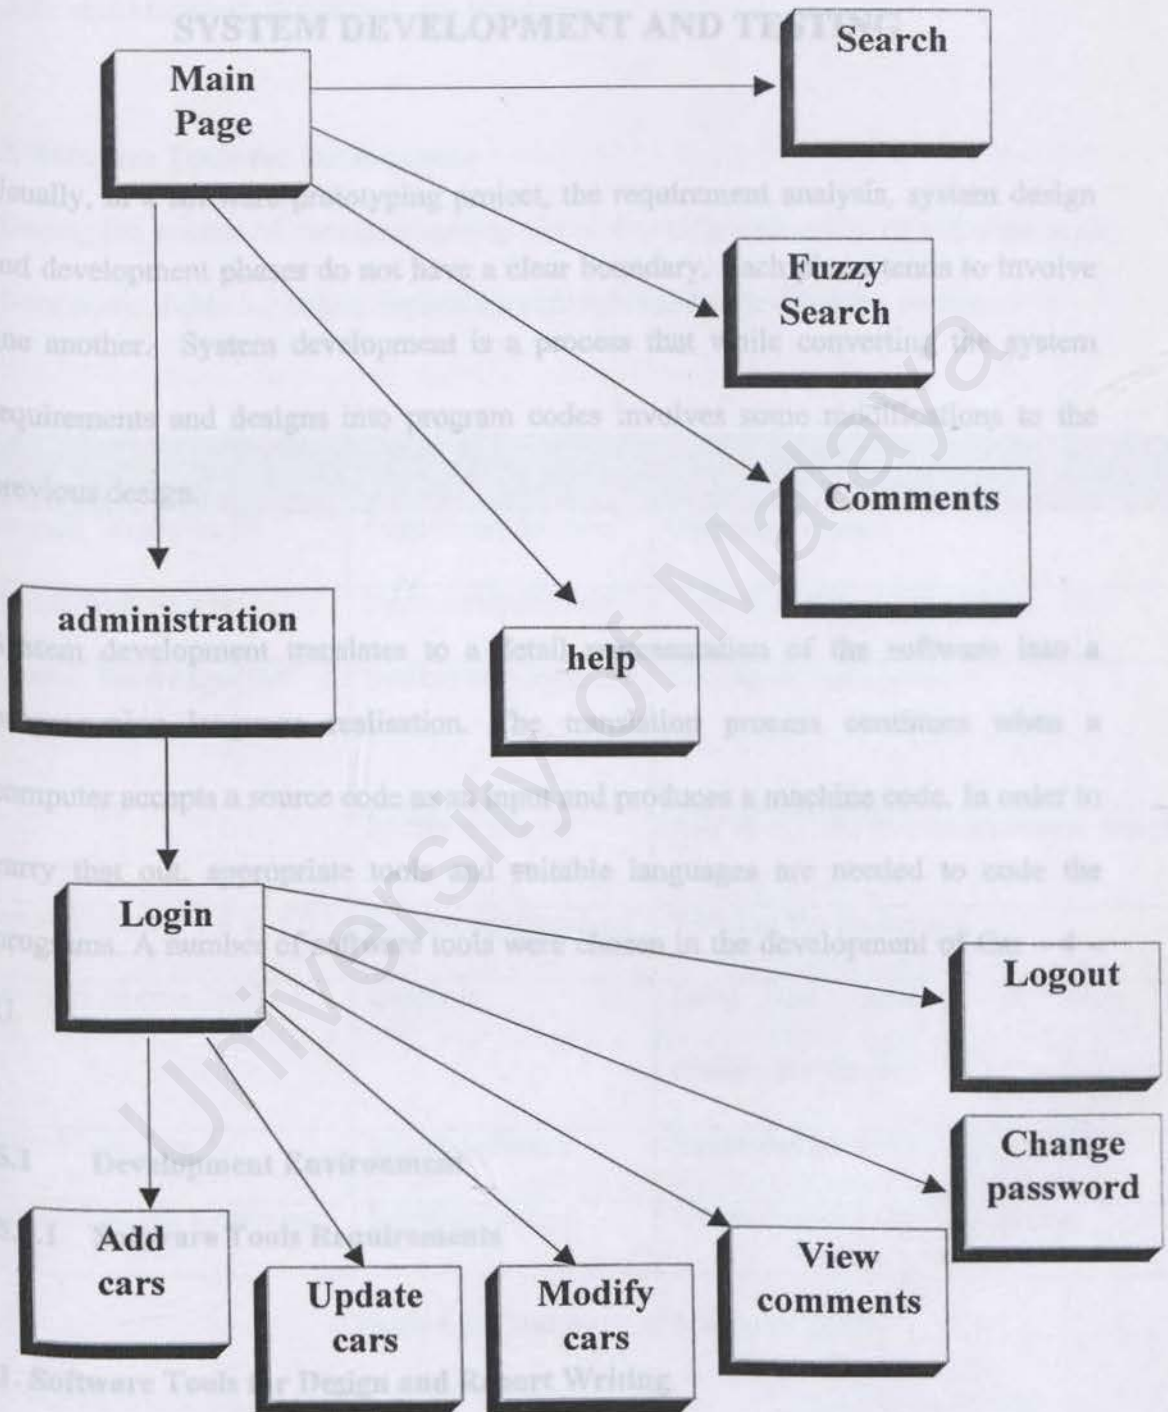 SYSTEM DEVELOPMENT AND TESTING
Search
Main
Page
Usually, in a software prototyping project, the requirement analysis, system design
and development phases do not have a clear boundary. Each phase tends to involve
Fuzzy
Search
one another. System development is a process that while converting the system
requirements and designs into program codes involves some modifications to the
previous design.
Comments
administration
help
System development translates to a detail representation of the software into a
realisation. The translation process continues when a
computer accepts a source code as an input and produces a machine code. In order to
carry that out, appropriate tools and suitable languages are needed to code the
Login
programs. A number of software tools were chosen in the development of Car - 4 -
U
Logout
Change
password
5.1 Development Environment
5.1.1 Software Tools Requirements
Add
cars
Update
cars
Modify
cars
View
comments
1. Software Tools for Design and Report Writing
University of Malaya